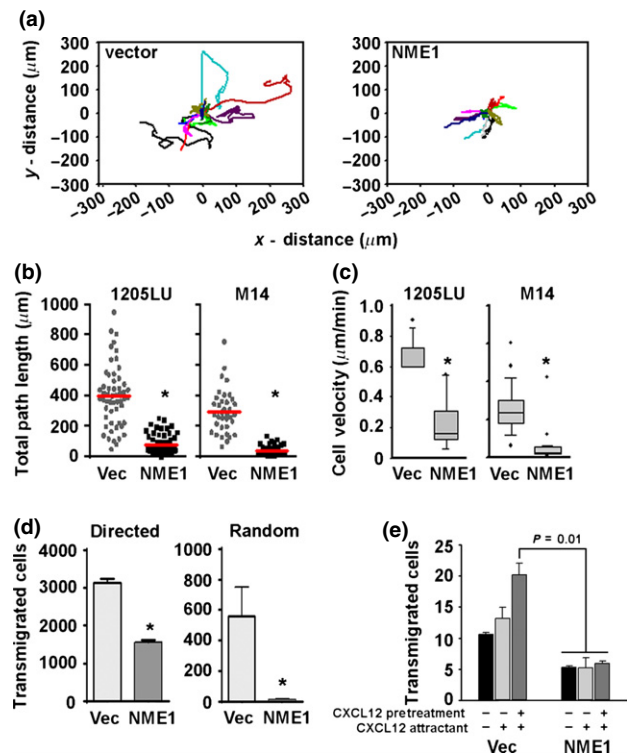 (a)
vector
NME1
300
200
100
0
−100
−200
−300
300
200
100
0
−100
−200
−300
y - distance (μm)
−300
−200
−100
0
100
200
300
−300
−200
−100
0
100
200
300
x - distance (μm)
(b)
1205LU
M14
Total path length (μm)
1000
800
600
400
200
0
*
*
Vec NME1
Vec NME1
(c)
1205LU
M14
Cell velocity (μm/min)
1.0
0.8
0.6
0.4
0.2
0
*
*
Vec NME1
Vec NME1
(d)
Directed
Random
Transmigrated cells
4000
3000
2000
1000
0
1000
800
600
400
200
0
*
*
Vec NME1
Vec NME1
(e)
P = 0.01
Transmigrated cells
25
20
15
10
5
0
CXCL12 pretreatment − − + − − +
CXCL12 attractant − + + − + +
Vec
NME1